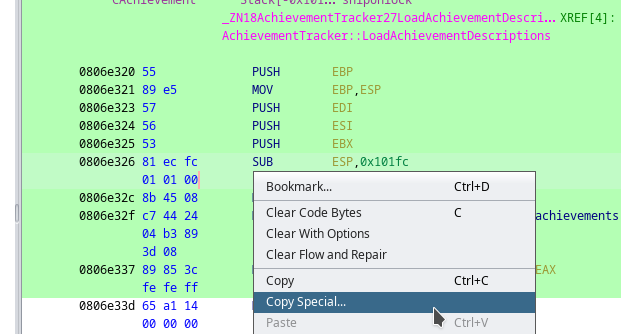 CAchievement Stack[-0x101... shipunlock
_ZN18AchievementTracker27LoadAchievementDescri... XREF[4]:
AchievementTracker::LoadAchievementDescriptions
0806e320 55 PUSH EBP
0806e321 89 e5 MOV EBP,ESP
0806e323 57 PUSH EDI
0806e324 56 PUSH ESI
0806e325 53 PUSH EBX
0806e326 81 ec fc SUB ESP,0x101fc
01 01 00
Bookmark... Ctrl+D
0806e32c 8b 45 08
Clear Code Bytes C
0806e32f c7 44 24 achievements
04 b3 89
Clear With Options
3d 08
Clear Flow and Repair
0806e337 89 85 3c EAX
Copy Ctrl+C
fe fe ff
Copy Special...
0806e33d 65 a1 14
00 00 00
Paste Ctrl+V